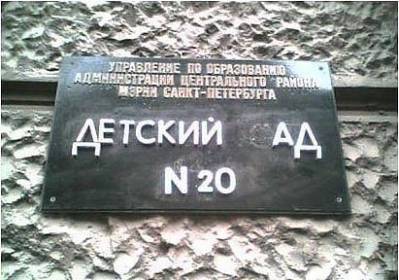 УПРАВЛЕНИЕ ПО ОБРАЗОВАНИЮ
АДМИНИСТРАЦИИ ЦЕНТРАЛЬНОГО РАЙОНА
МЭРИИ САНКТ-ПЕТЕРБУРГА
ДЕТСКИЙ АД
N 20